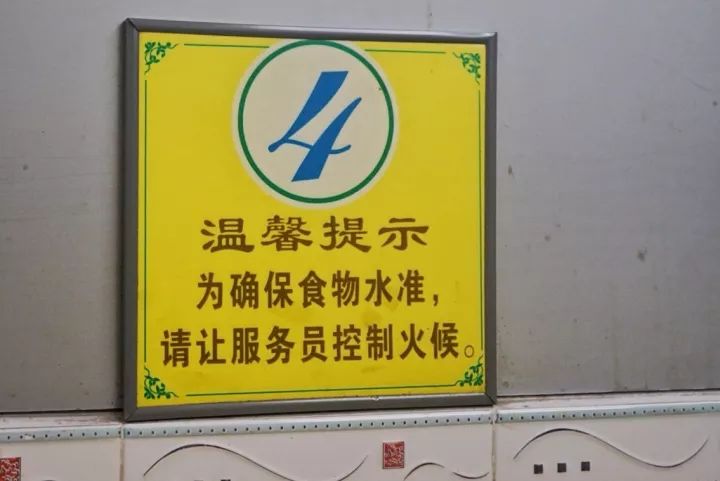 4
温馨提示
为确保食物水准，
请让服务员控制火候。